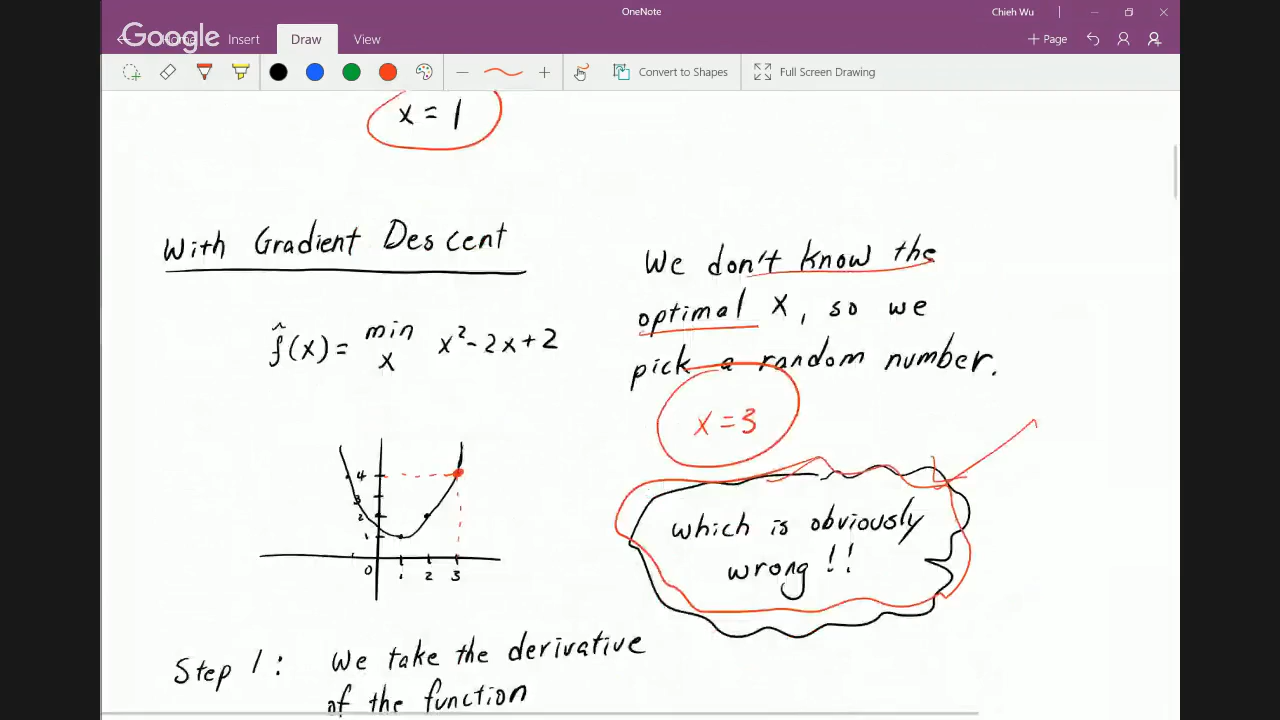 OneNote
Chieh Wu
Google
Insert
Draw
View
Page
Convert to Shapes
Full Screen Drawing
x = 1
With Gradient Descent
f̂(x) = min x² - 2x + 2
x
We don't know the
optimal x, so we
pick a random number.
x = 3
which is obviously
wrong !!
4
3
2
1
0
1 2 3
Step 1: We take the derivative
of the function